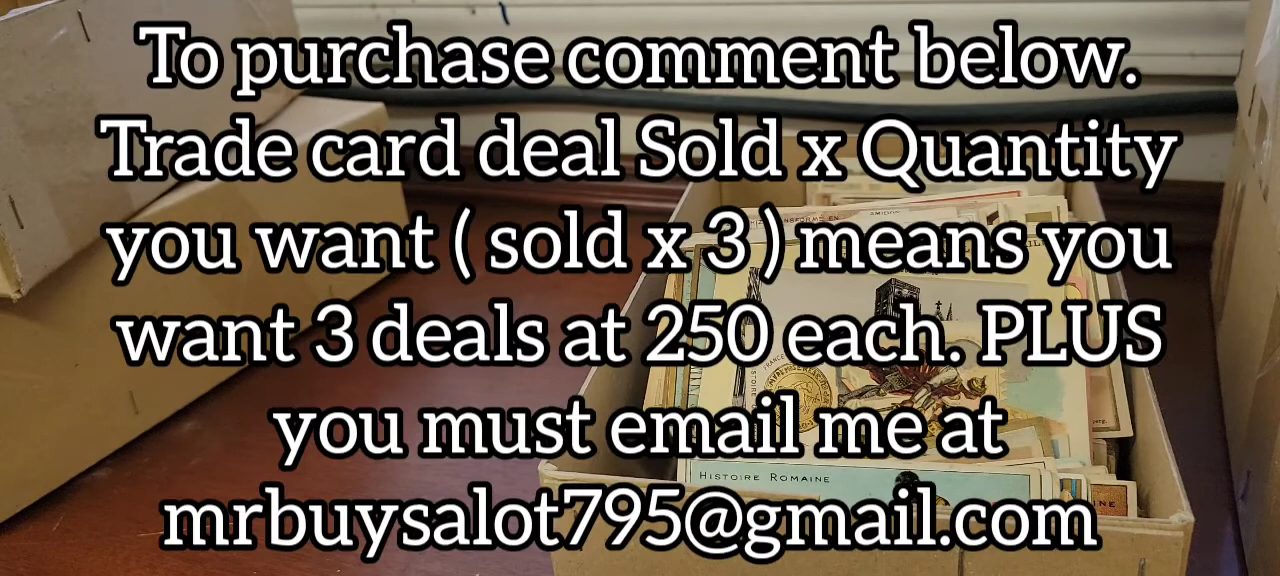 To purchase comment below.
Trade card deal Sold x Quantity
you want ( sold x 3 ) means you
want 3 deals at 250 each. PLUS
you must email me at
mrbuysalot795@gmail.com
HISTOIRE ROMAINE